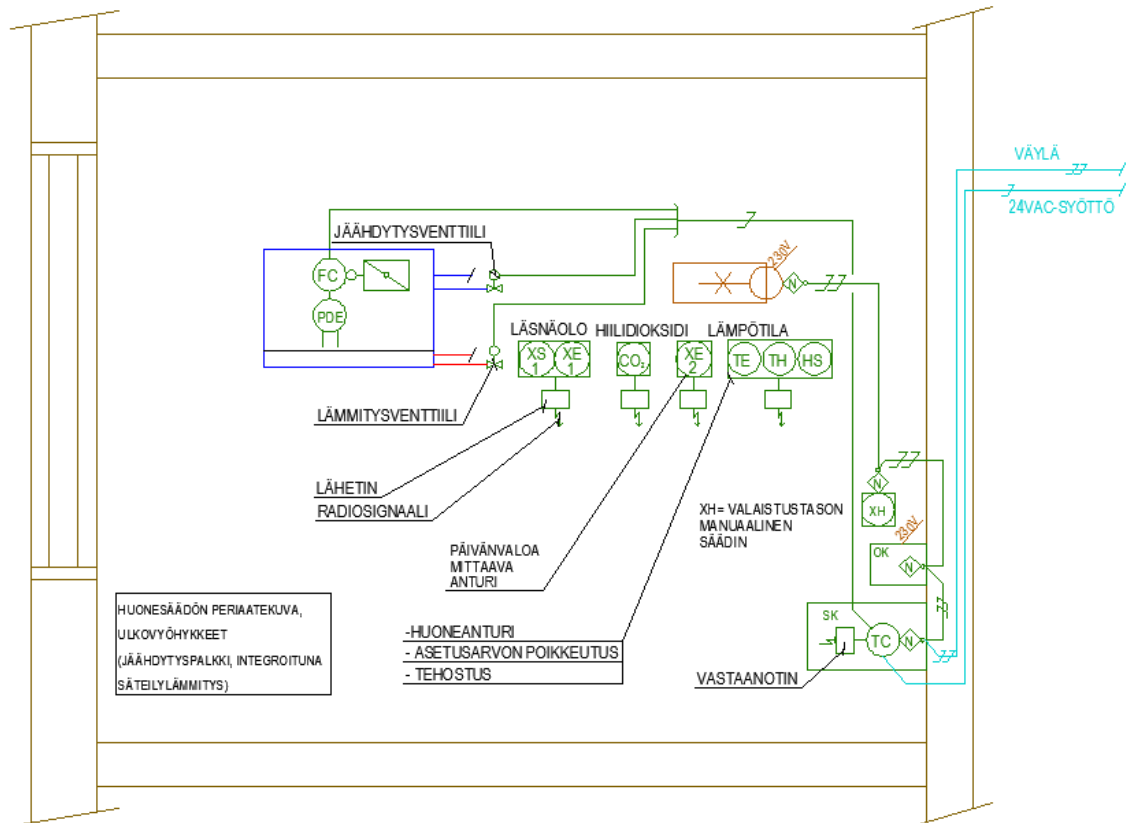 VÄYLÄ
24VAC-SYÖTTÖ
JÄÄHDYTYSVENTTIILI
230V
FC
N
PDE
LÄSNÄOLO
HIILIDIOKSIDI
LÄMPÖTILA
XS
1
XE
1
CO₂
XE
2
TE
TH
HS
LÄMMITYSVENTTIILI
LÄHETIN
RADIOSIGNAALI
N
XH
XH= VALAISTUSTASON
MANUAALINEN
SÄÄDIN
230V
PÄIVÄNVALOA
MITTAAVA
ANTURI
OK
N
HUONESÄÄDÖN PERIAATEKUVA,
ULKOVYÖHYKKEET
(JÄÄHDYTYSPALKKI, INTEGROITUNA
SÄTEILYLÄMMITYS)
-HUONEANTURI
- ASETUSARVON POIKKEUTUS
- TEHOSTUS
SK
TC
N
VASTAANOTIN